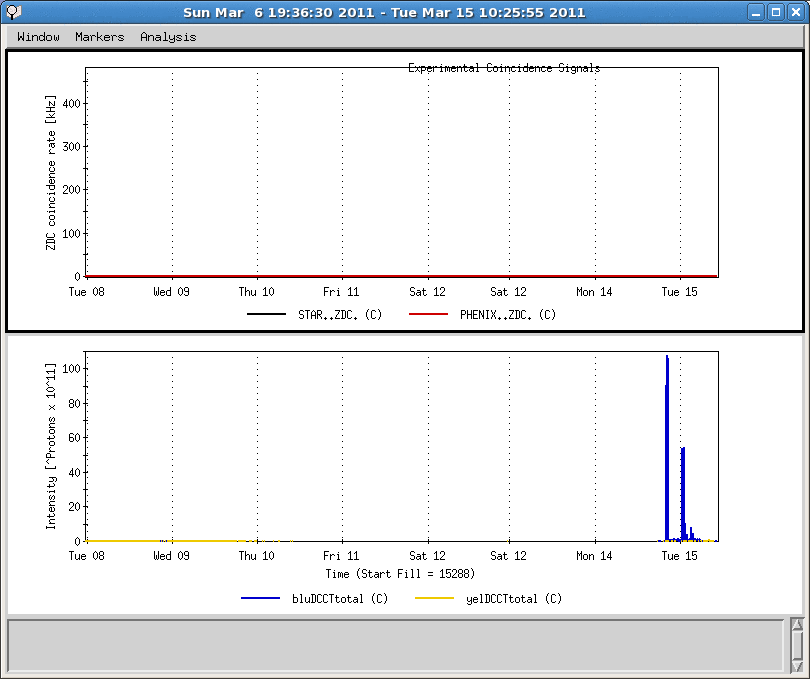 Sun Mar  6 19:36:30 2011 - Tue Mar 15 10:25:55 2011
Window Markers Analysis
Experimental Coincidence Signals
ZDC coincidence rate [kHz]
400
300
200
100
0
Tue 08 Wed 09 Thu 10 Fri 11 Sat 12 Sat 12 Mon 14 Tue 15
STAR..ZDC. (C) PHENIX..ZDC. (C)
Intensity [^Protons x 10^11]
100
80
60
40
20
0
Tue 08 Wed 09 Thu 10 Fri 11 Sat 12 Sat 12 Mon 14 Tue 15
Time (Start Fill = 15288)
bluDCCTtotal (C) yelDCCTtotal (C)